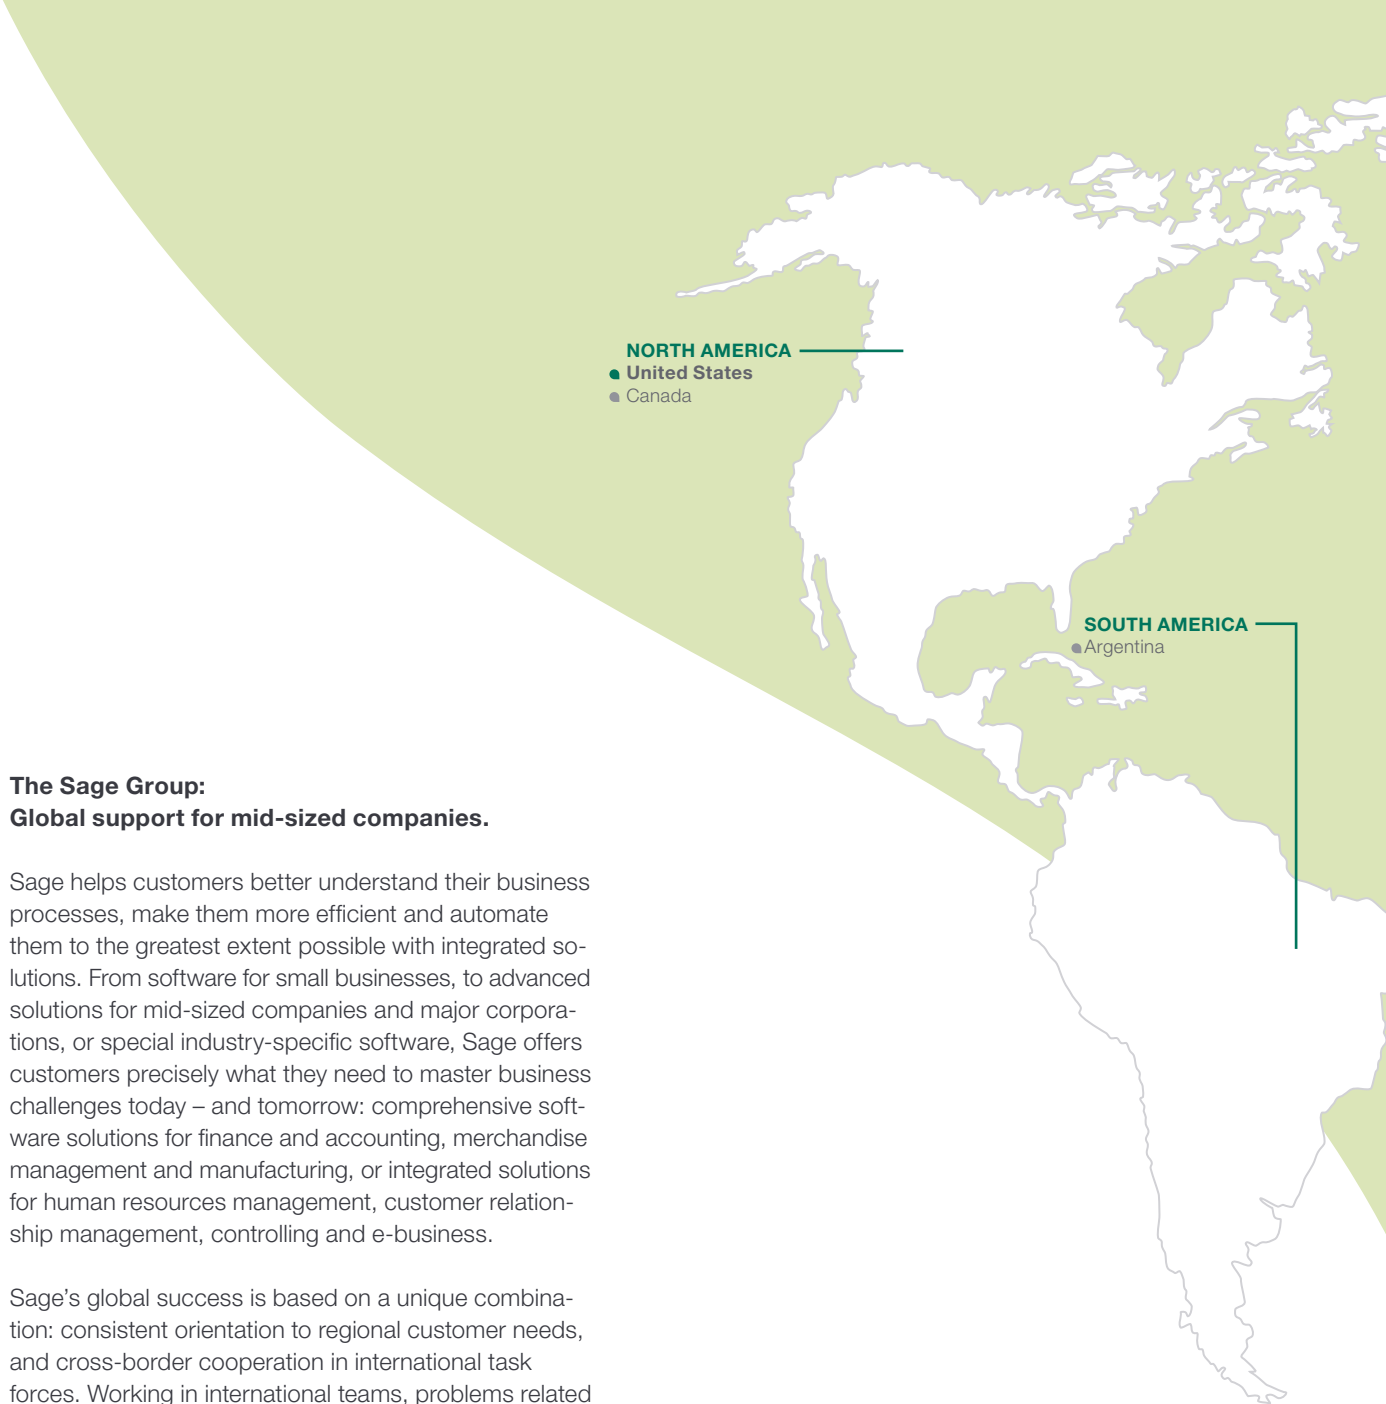 NORTH AMERICA
United States
Canada
SOUTH AMERICA
Argentina
The Sage Group:
Global support for mid-sized companies.
Sage helps customers better understand their business
processes, make them more efficient and automate
them to the greatest extent possible with integrated so-
lutions. From software for small businesses, to advanced
solutions for mid-sized companies and major corpora-
tions, or special industry-specific software, Sage offers
customers precisely what they need to master business
challenges today – and tomorrow: comprehensive soft-
ware solutions for finance and accounting, merchandise
management and manufacturing, or integrated solutions
for human resources management, customer relation-
ship management, controlling and e-business.
Sage’s global success is based on a unique combina-
tion: consistent orientation to regional customer needs,
and cross-border cooperation in international task
forces. Working in international teams, problems related